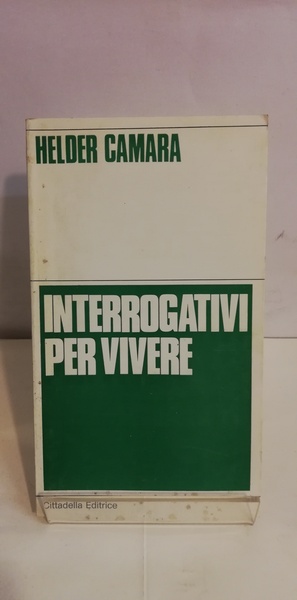 HELDER CAMARA
INTERROGATIVI
PER VIVERE
Cittadella Editrice